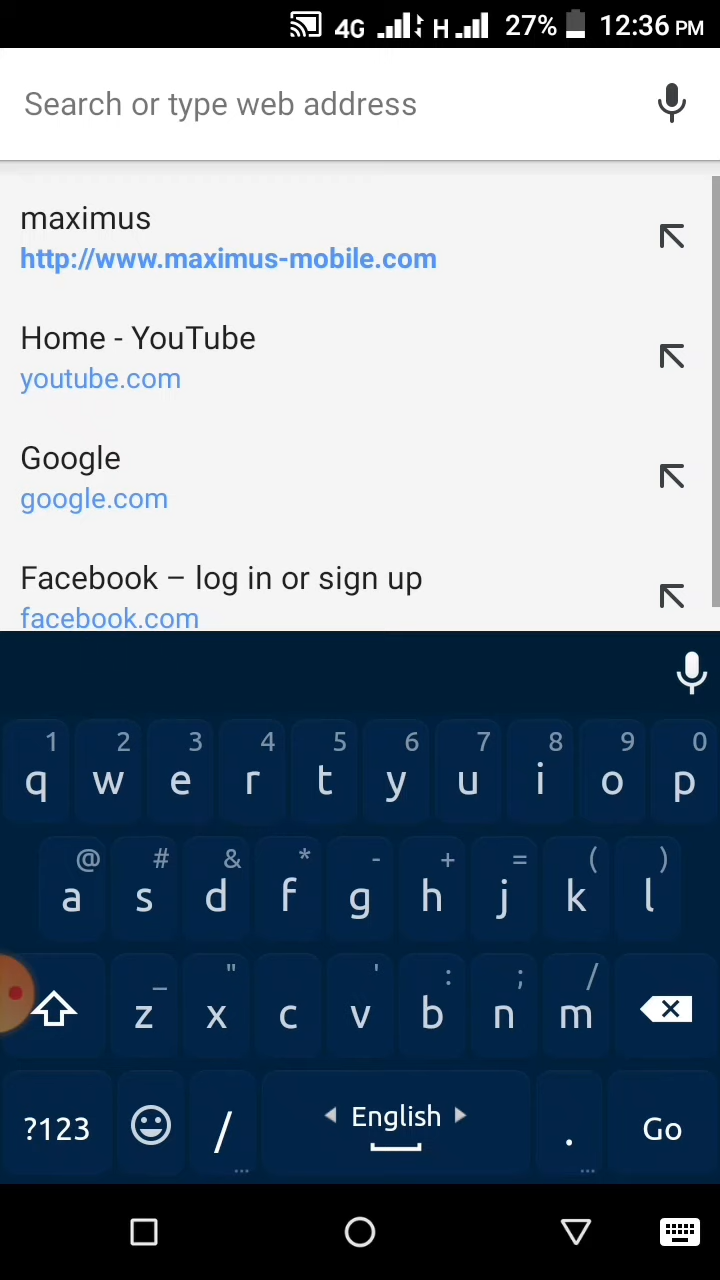 4G H 27% 12:36 PM
Search or type web address
maximus
http://www.maximus-mobile.com
Home - YouTube
youtube.com
Google
google.com
Facebook – log in or sign up
facebook.com
1 2 3 4 5 6 7 8 9 0
q w e r t y u i o p
@ # & * - + = ( )
a s d f g h j k l
_ " ' : ; /
z x c v b n m
?123 / English . Go
... ...